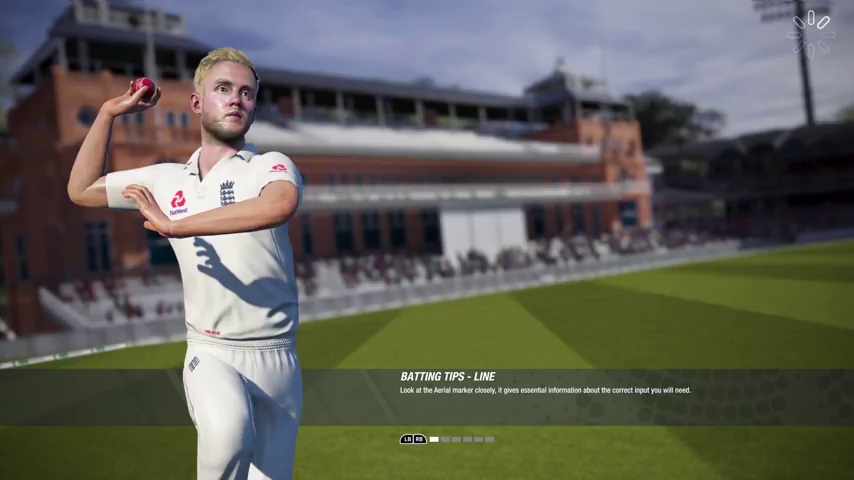 NatWest
BATTING TIPS - LINE
Look at the Aerial marker closely, it gives essential information about the correct input you will need.
LB RB